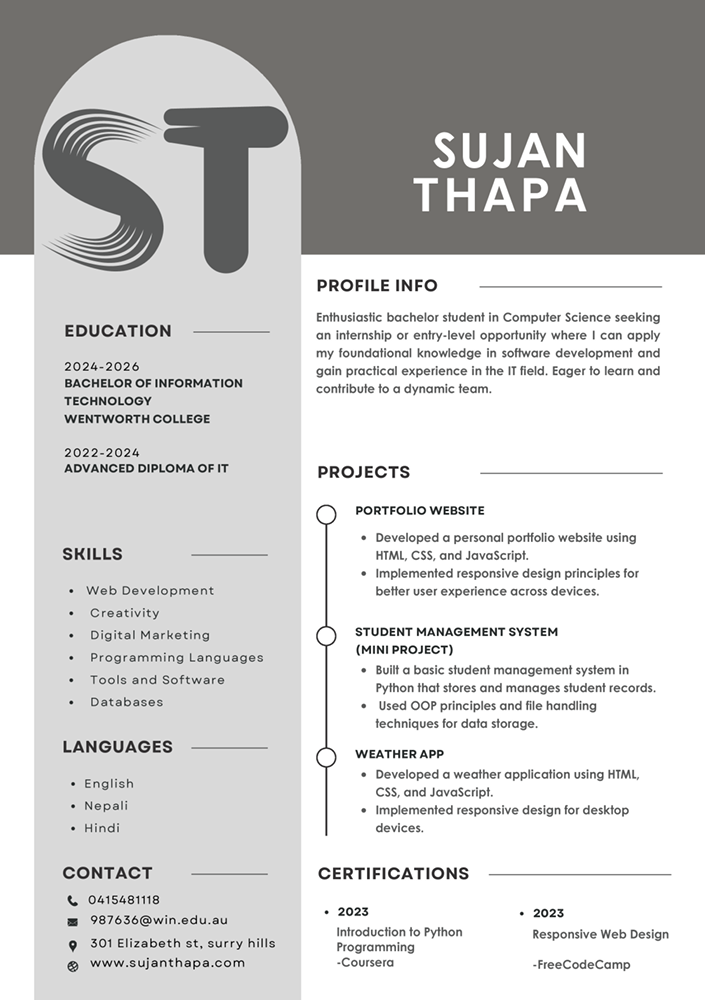 ST
SUJAN
THAPA
EDUCATION
2024-2026
BACHELOR OF INFORMATION
TECHNOLOGY
WENTWORTH COLLEGE
2022-2024
ADVANCED DIPLOMA OF IT
SKILLS
• Web Development
• Creativity
• Digital Marketing
• Programming Languages
• Tools and Software
• Databases
LANGUAGES
• English
• Nepali
• Hindi
CONTACT
0415481118
987636@win.edu.au
301 Elizabeth st, surry hills
www.sujanthapa.com
PROFILE INFO
Enthusiastic bachelor student in Computer Science seeking
an internship or entry-level opportunity where I can apply
my foundational knowledge in software development and
gain practical experience in the IT field. Eager to learn and
contribute to a dynamic team.
PROJECTS
PORTFOLIO WEBSITE
• Developed a personal portfolio website using
HTML, CSS, and JavaScript.
• Implemented responsive design principles for
better user experience across devices.
STUDENT MANAGEMENT SYSTEM
(MINI PROJECT)
• Built a basic student management system in
Python that stores and manages student records.
• Used OOP principles and file handling
techniques for data storage.
WEATHER APP
• Developed a weather application using HTML,
CSS, and JavaScript.
• Implemented responsive design for desktop
devices.
CERTIFICATIONS
• 2023
Introduction to Python
Programming
-Coursera
• 2023
Responsive Web Design
-FreeCodeCamp